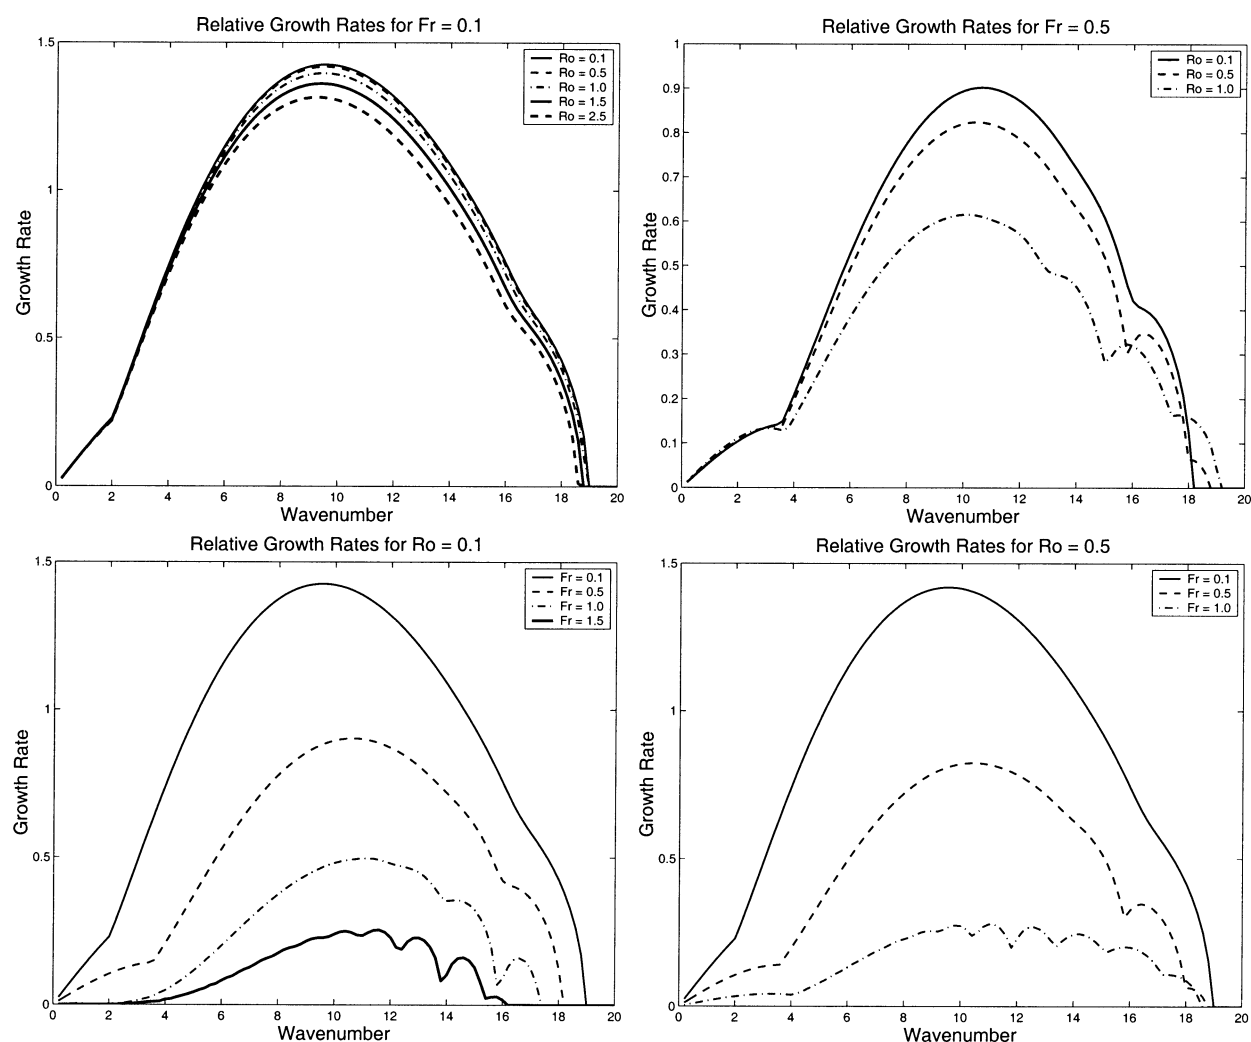 Relative Growth Rates for Fr = 0.1
1.5
1
0.5
0
Growth Rate
Ro = 0.1
Ro = 0.5
Ro = 1.0
Ro = 1.5
Ro = 2.5
0 2 4 6 8 10 12 14 16 18 20
Wavenumber
Relative Growth Rates for Fr = 0.5
1
0.9
0.8
0.7
0.6
0.5
0.4
0.3
0.2
0.1
0
Growth Rate
Ro = 0.1
Ro = 0.5
Ro = 1.0
0 2 4 6 8 10 12 14 16 18 20
Wavenumber
Relative Growth Rates for Ro = 0.1
1.5
1
0.5
0
Growth Rate
Fr = 0.1
Fr = 0.5
Fr = 1.0
Fr = 1.5
0 2 4 6 8 10 12 14 16 18 20
Wavenumber
Relative Growth Rates for Ro = 0.5
1.5
1
0.5
0
Growth Rate
Fr = 0.1
Fr = 0.5
Fr = 1.0
0 2 4 6 8 10 12 14 16 18 20
Wavenumber